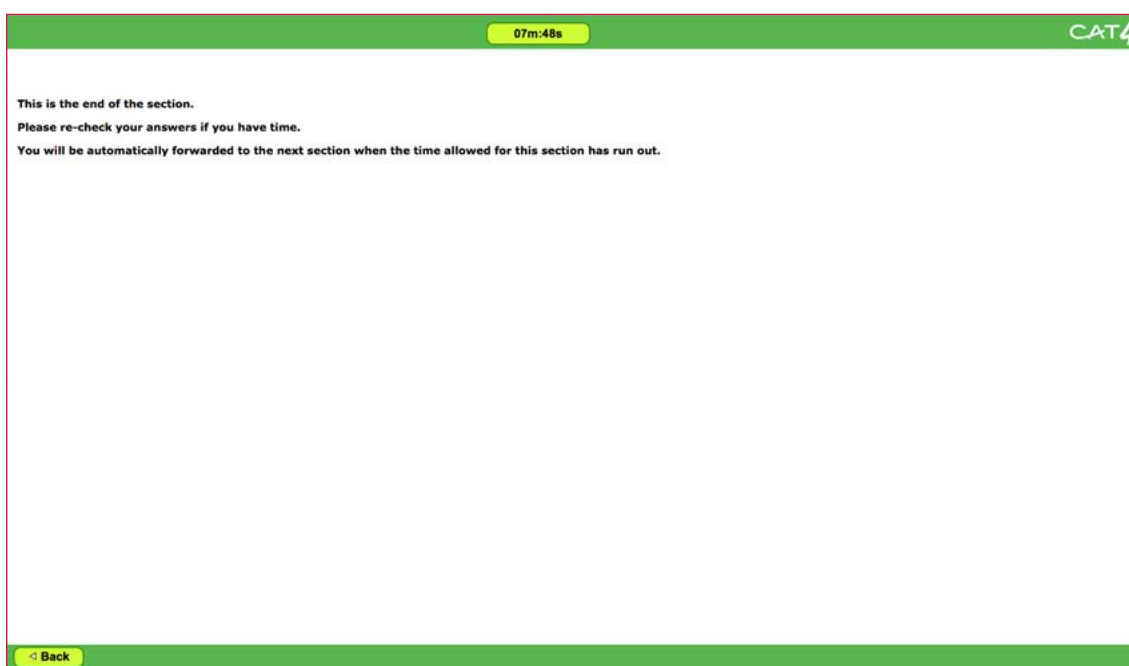 07m:48s
CAT4
This is the end of the section.
Please re-check your answers if you have time.
You will be automatically forwarded to the next section when the time allowed for this section has run out.
Back